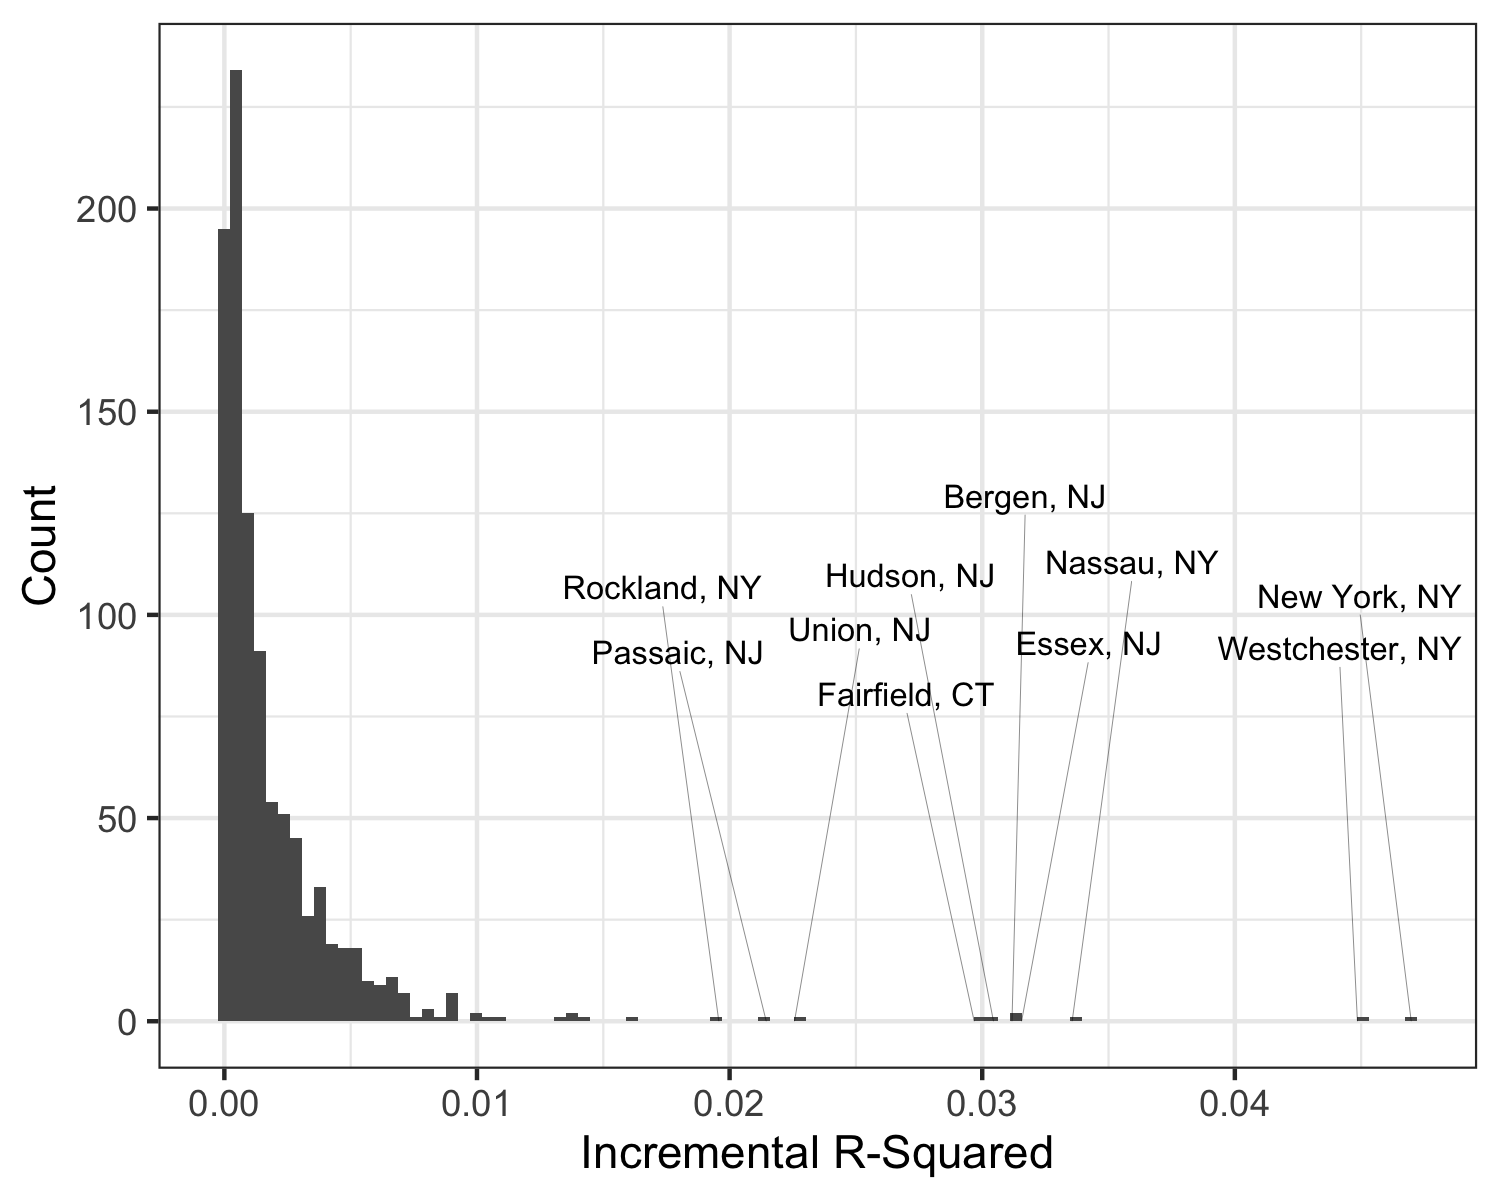 200
150
100
50
0
Count
Bergen, NJ
Nassau, NY
Hudson, NJ
Rockland, NY
New York, NY
Union, NJ
Essex, NJ
Westchester, NY
Passaic, NJ
Fairfield, CT
0.00
0.01
0.02
0.03
0.04
Incremental R-Squared